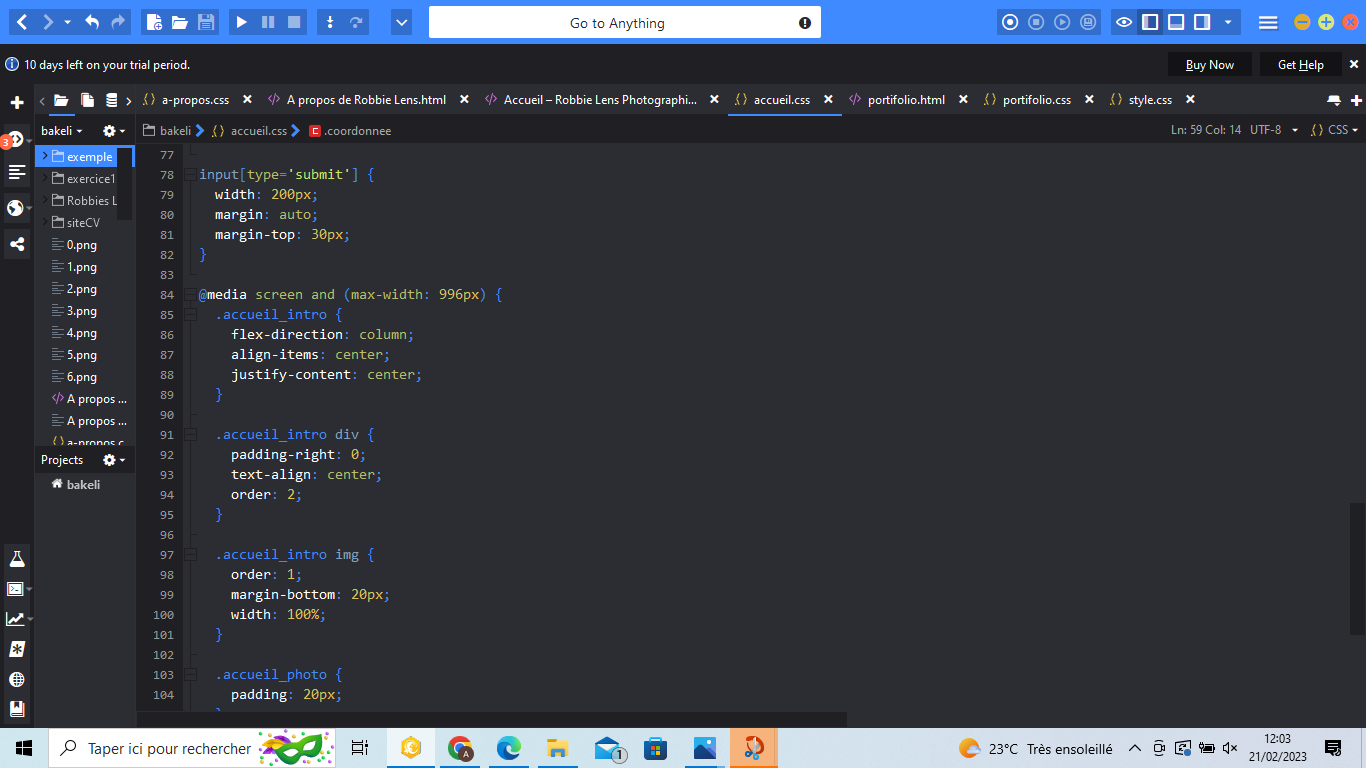 Go to Anything
10 days left on your trial period.
Buy Now
Get Help
a-propos.css
A propos de Robbie Lens.html
Accueil – Robbie Lens Photographi...
accueil.css
portifolio.html
portifolio.css
style.css
bakeli
bakeli
accueil.css
.coordonnee
Ln: 59 Col: 14
UTF-8
CSS
3
exemple
exercice1
Robbies L
siteCV
0.png
1.png
2.png
3.png
4.png
5.png
6.png
A propos ...
A propos ...
a-propos.c
Projects
bakeli
77
78 input[type='submit'] {
79 width: 200px;
80 margin: auto;
81 margin-top: 30px;
82 }
83
84 @media screen and (max-width: 996px) {
85 .accueil_intro {
86 flex-direction: column;
87 align-items: center;
88 justify-content: center;
89 }
90
91 .accueil_intro div {
92 padding-right: 0;
93 text-align: center;
94 order: 2;
95 }
96
97 .accueil_intro img {
98 order: 1;
99 margin-bottom: 20px;
100 width: 100%;
101 }
102
103 .accueil_photo {
104 padding: 20px;
Taper ici pour rechercher
A
1
23°C Très ensoleillé
12:03
21/02/2023